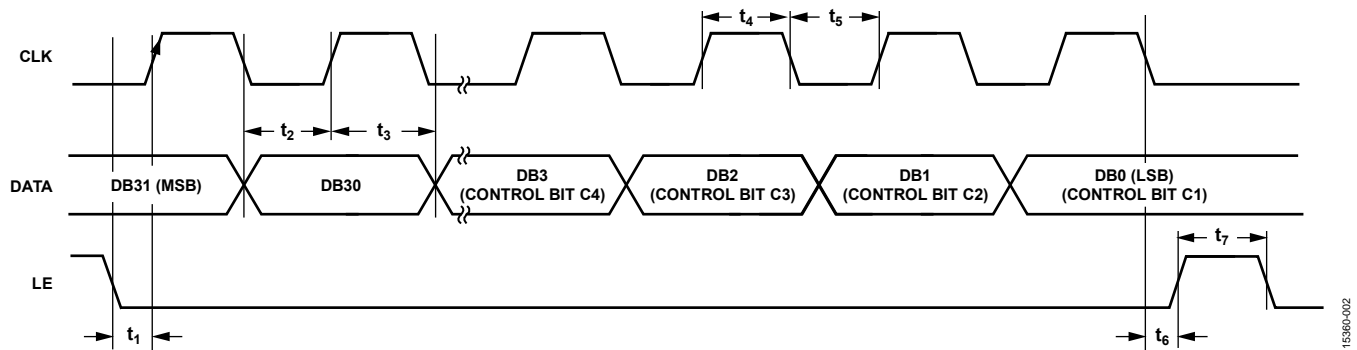 t4
t5
CLK
t2
t3
DATA
DB31 (MSB)
DB30
DB3
(CONTROL BIT C4)
DB2
(CONTROL BIT C3)
DB1
(CONTROL BIT C2)
DB0 (LSB)
(CONTROL BIT C1)
t7
LE
t1
t6
15360-002